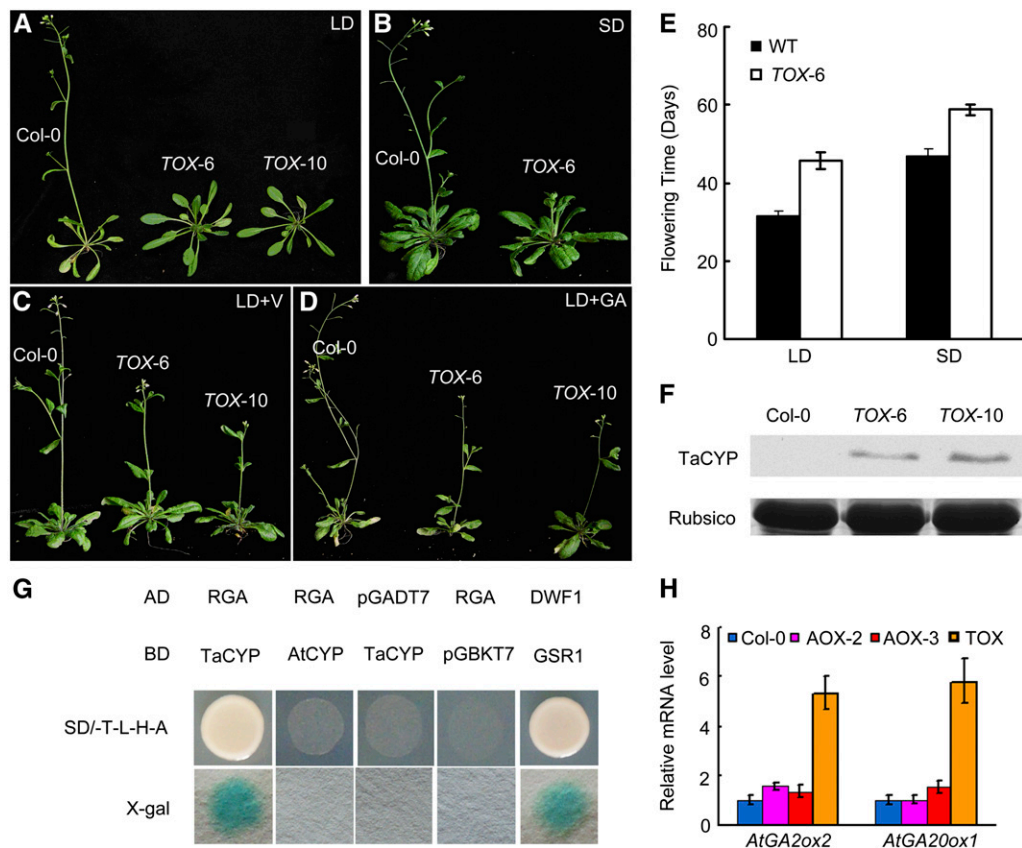 A
LD
Col-0
TOX-6
TOX-10
B
SD
Col-0
TOX-6
C
LD+V
Col-0
TOX-6
TOX-10
D
LD+GA
Col-0
TOX-6
TOX-10
E
80
60
40
20
0
Flowering Time (Days)
WT
TOX-6
LD SD
F
Col-0 TOX-6 TOX-10
TaCYP
Rubsico
G
AD RGA RGA pGADT7 RGA DWF1
BD TaCYP AtCYP TaCYP pGBKT7 GSR1
SD/-T-L-H-A
X-gal
H
8
6
4
2
0
Relative mRNA level
Col-0 AOX-2 AOX-3 TOX
AtGA2ox2 AtGA20ox1